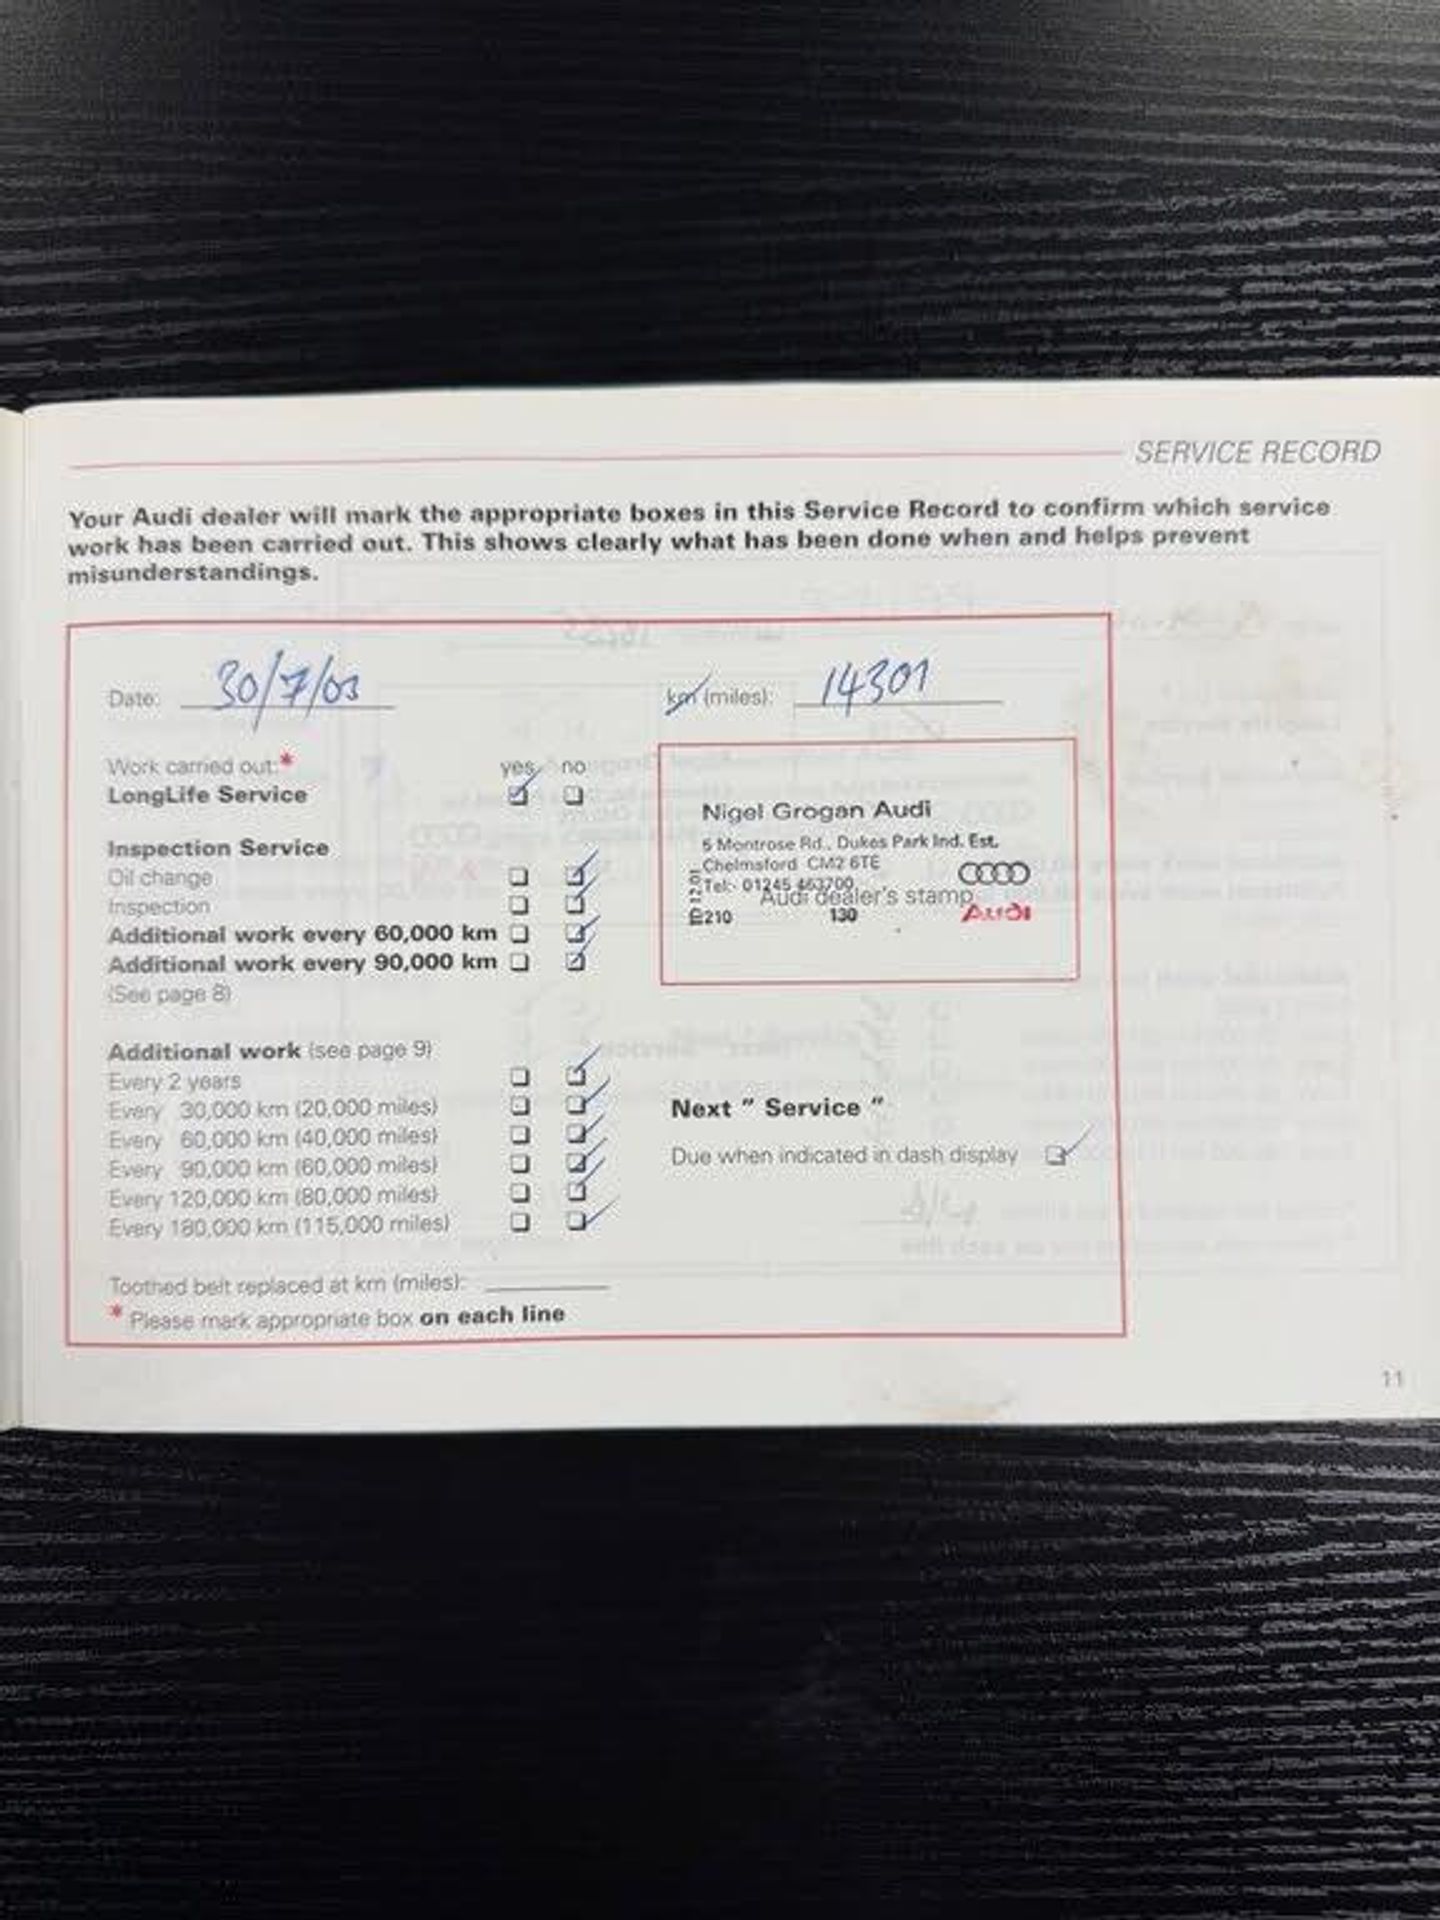 SERVICE RECORD
Your Audi dealer will mark the appropriate boxes in this Service Record to confirm which service
work has been carried out. This shows clearly what has been done when and helps prevent
misunderstandings.
Date: 30/7/03
km (miles): 14301
Work carried out:* yes no
LongLife Service
Inspection Service
Oil change
Inspection
Additional work every 60,000 km
Additional work every 90,000 km
(See page 8)
Nigel Grogan Audi
5 Montrose Rd., Dukes Park Ind. Est.
Chelmsford CM2 6TE
Tel:- 01245 463700
Audi dealer's stamp
210 130 Audi
Additional work (see page 9)
Every 2 years
Every 30,000 km (20,000 miles)
Every 60,000 km (40,000 miles)
Every 90,000 km (60,000 miles)
Every 120,000 km (80,000 miles)
Every 180,000 km (115,000 miles)
Next " Service "
Due when indicated in dash display
Toothed belt replaced at km (miles):
* Please mark appropriate box on each line
11